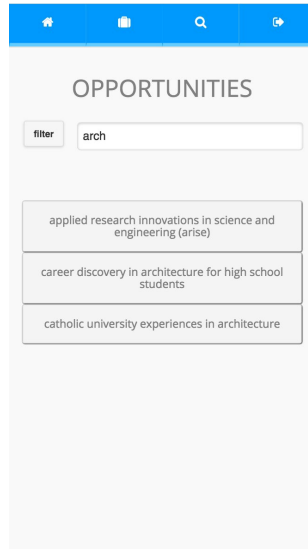 OPPORTUNITIES
filter
arch
applied research innovations in science and
engineering (arise)
career discovery in architecture for high school
students
catholic university experiences in architecture